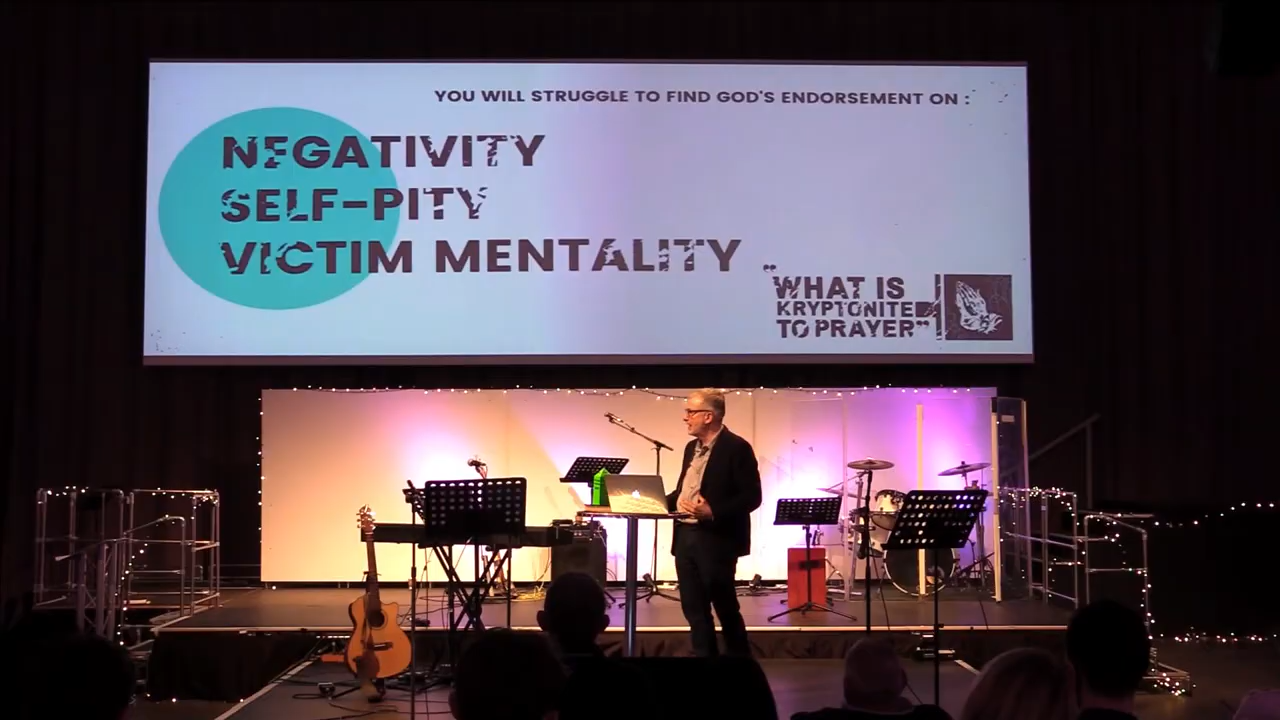 YOU WILL STRUGGLE TO FIND GOD'S ENDORSEMENT ON :
NEGATIVITY
SELF-PITY
VICTIM MENTALITY
"WHAT IS
KRYPTONITE
TO PRAYER"